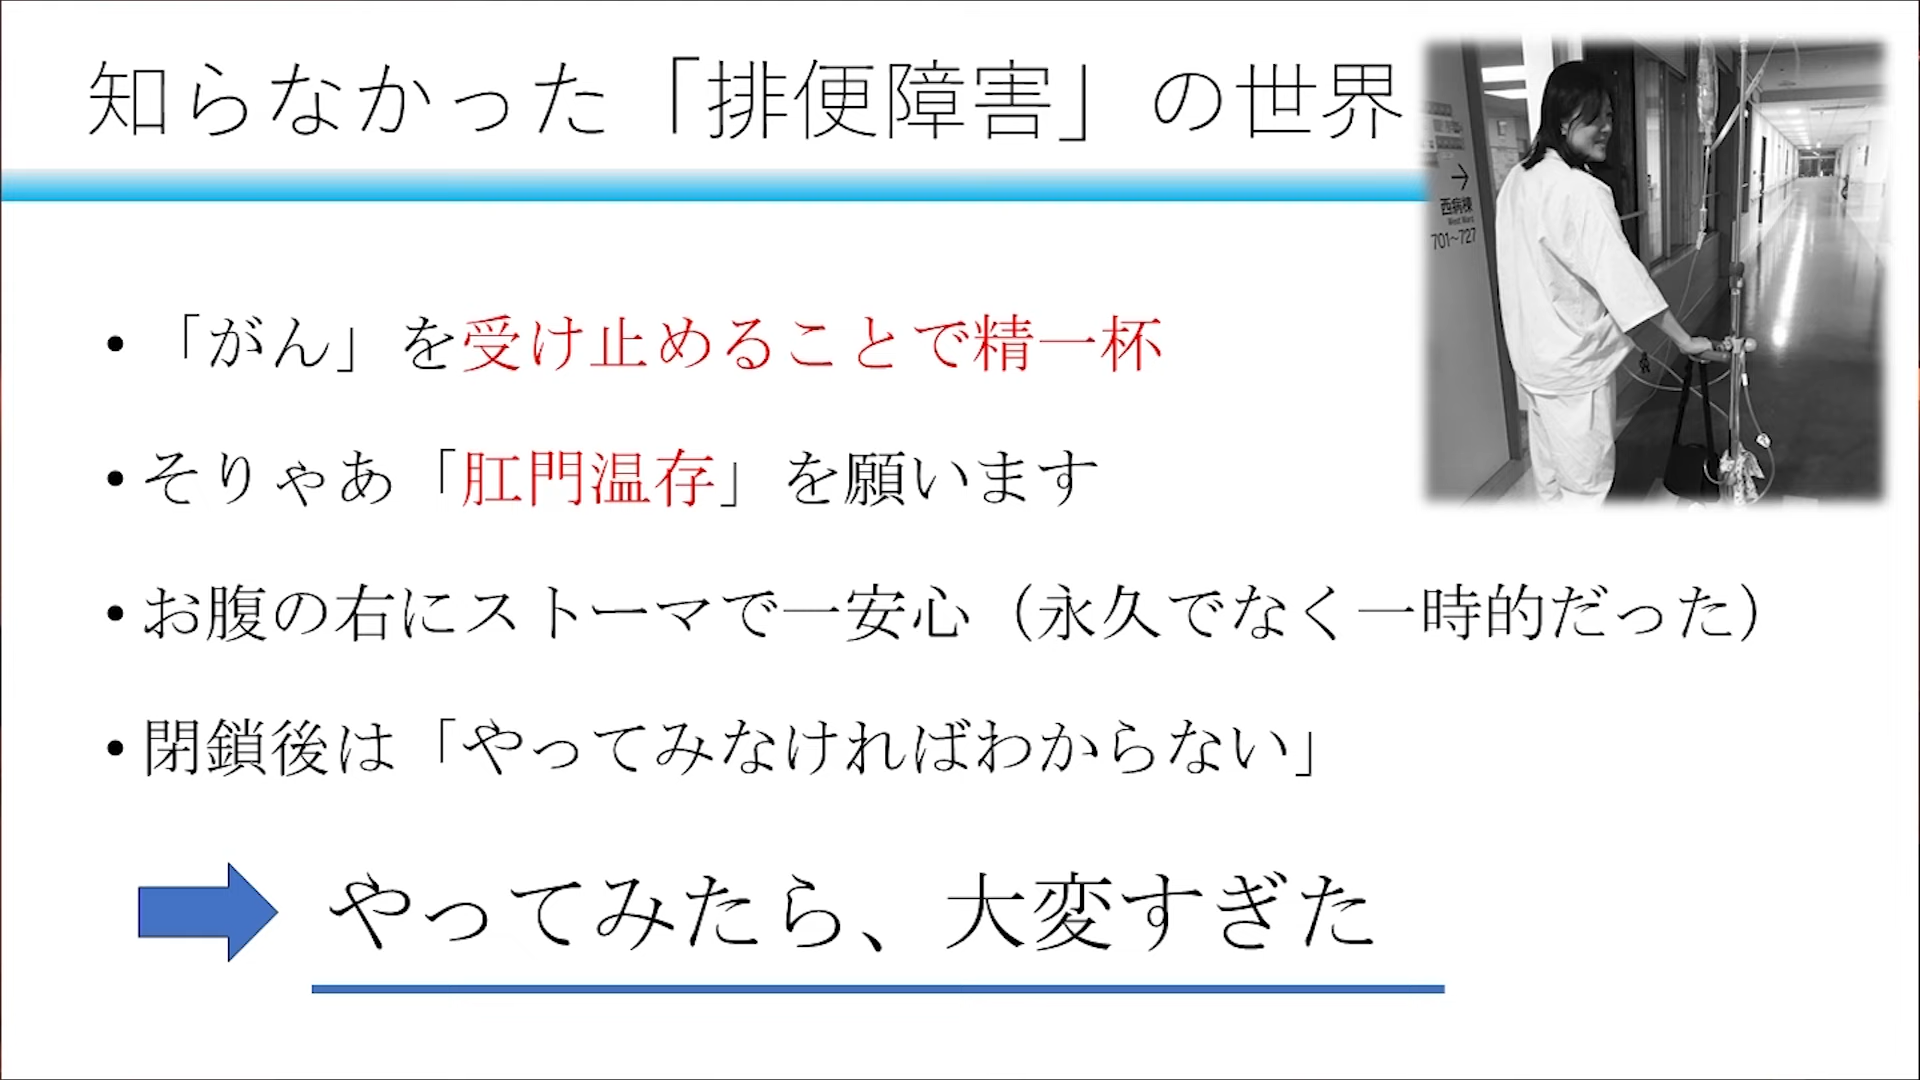 知らなかった「排便障害」の世界
→
西病棟
West Ward
701~727
•「がん」を受け止めることで精一杯
•そりゃあ「肛門温存」を願います
•お腹の右にストーマで一安心（永久でなく一時的だった）
•閉鎖後は「やってみなければわからない」
やってみたら、大変すぎた